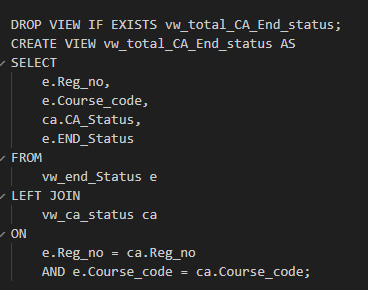 DROP VIEW IF EXISTS vw_total_CA_End_status;
CREATE VIEW vw_total_CA_End_status AS
SELECT
e.Reg_no,
e.Course_code,
ca.CA_Status,
e.END_Status
FROM
vw_end_Status e
LEFT JOIN
vw_ca_status ca
ON
e.Reg_no = ca.Reg_no
AND e.Course_code = ca.Course_code;